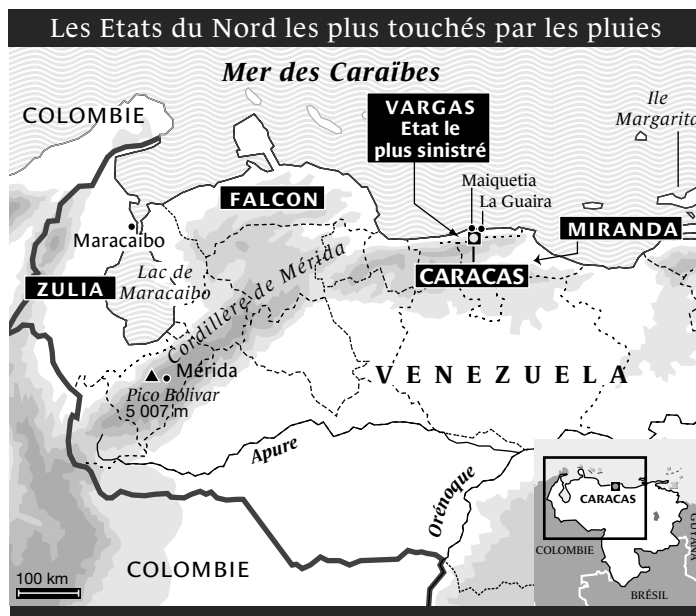 Les Etats du Nord les plus touchés par les pluies
Mer des Caraïbes
COLOMBIE
VARGAS
Etat le
plus sinistré
Ile
Margarita
Maiquetia
La Guaira
FALCON
MIRANDA
Maracaibo
CARACAS
ZULIA
Lac de
Maracaibo
Cordillère de Mérida
Mérida
Pico Bólivar
5 007 m
VENEZUELA
Apure
Orénoque
COLOMBIE
100 km
CARACAS
COLOMBIE
GUYANA
BRÉSIL